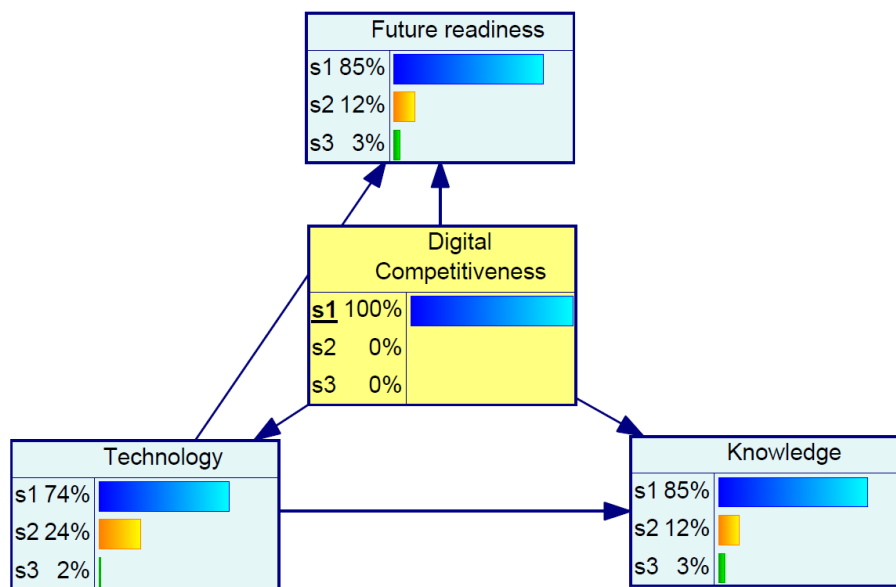 Future readiness
s1 85%
s2 12%
s3 3%
Digital
Competitiveness
s1 100%
s2 0%
s3 0%
Technology
s1 74%
s2 24%
s3 2%
Knowledge
s1 85%
s2 12%
s3 3%